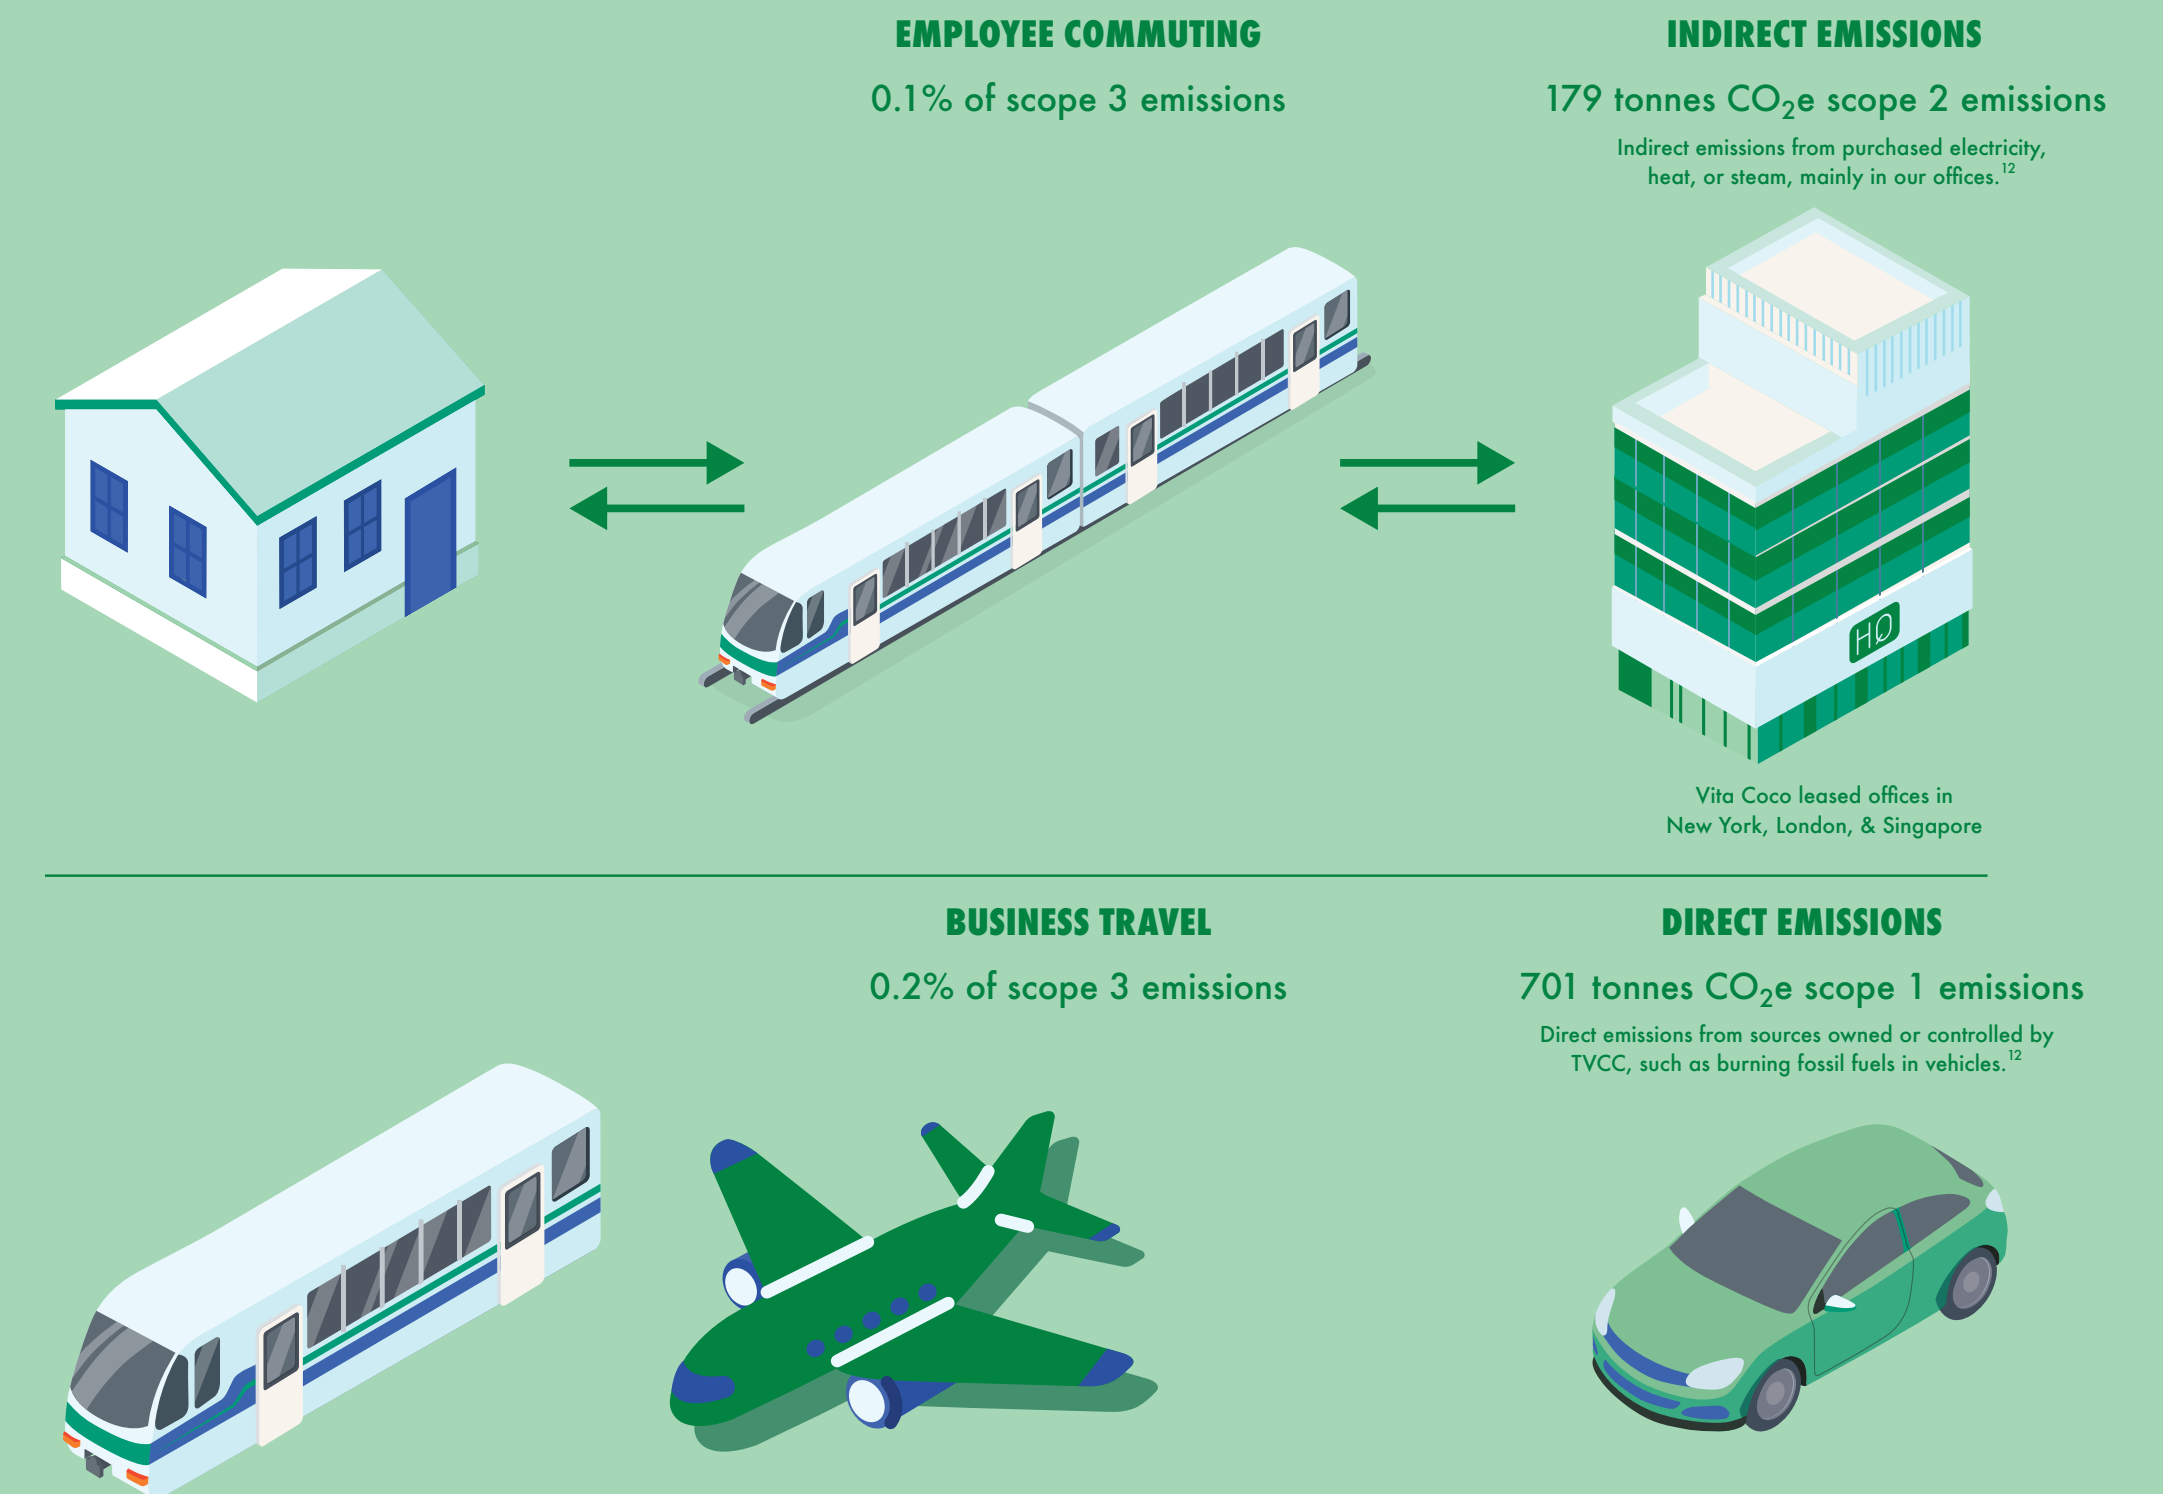 EMPLOYEE COMMUTING
0.1% of scope 3 emissions
INDIRECT EMISSIONS
179 tonnes CO₂e scope 2 emissions
Indirect emissions from purchased electricity,
heat, or steam, mainly in our offices.¹²
HQ
Vita Coco leased offices in
New York, London, & Singapore
BUSINESS TRAVEL
0.2% of scope 3 emissions
DIRECT EMISSIONS
701 tonnes CO₂e scope 1 emissions
Direct emissions from sources owned or controlled by
TVCC, such as burning fossil fuels in vehicles.¹²